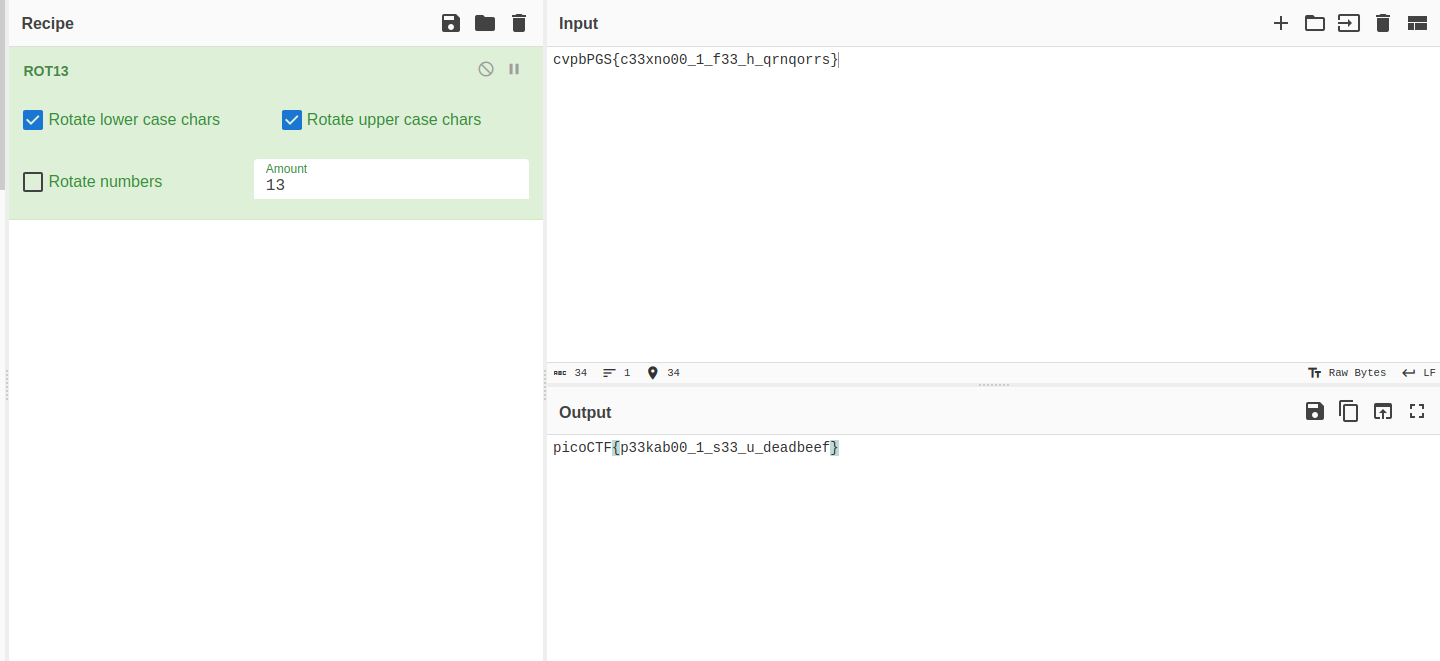 Recipe
ROT13
Rotate lower case chars
Rotate upper case chars
Rotate numbers
Amount
13
Input
cvpbPGS{c33xno00_1_f33_h_qrnqorrs}
ABC 34 1 34
Raw Bytes LF
Output
picoCTF{p33kab00_1_s33_u_deadbeef}